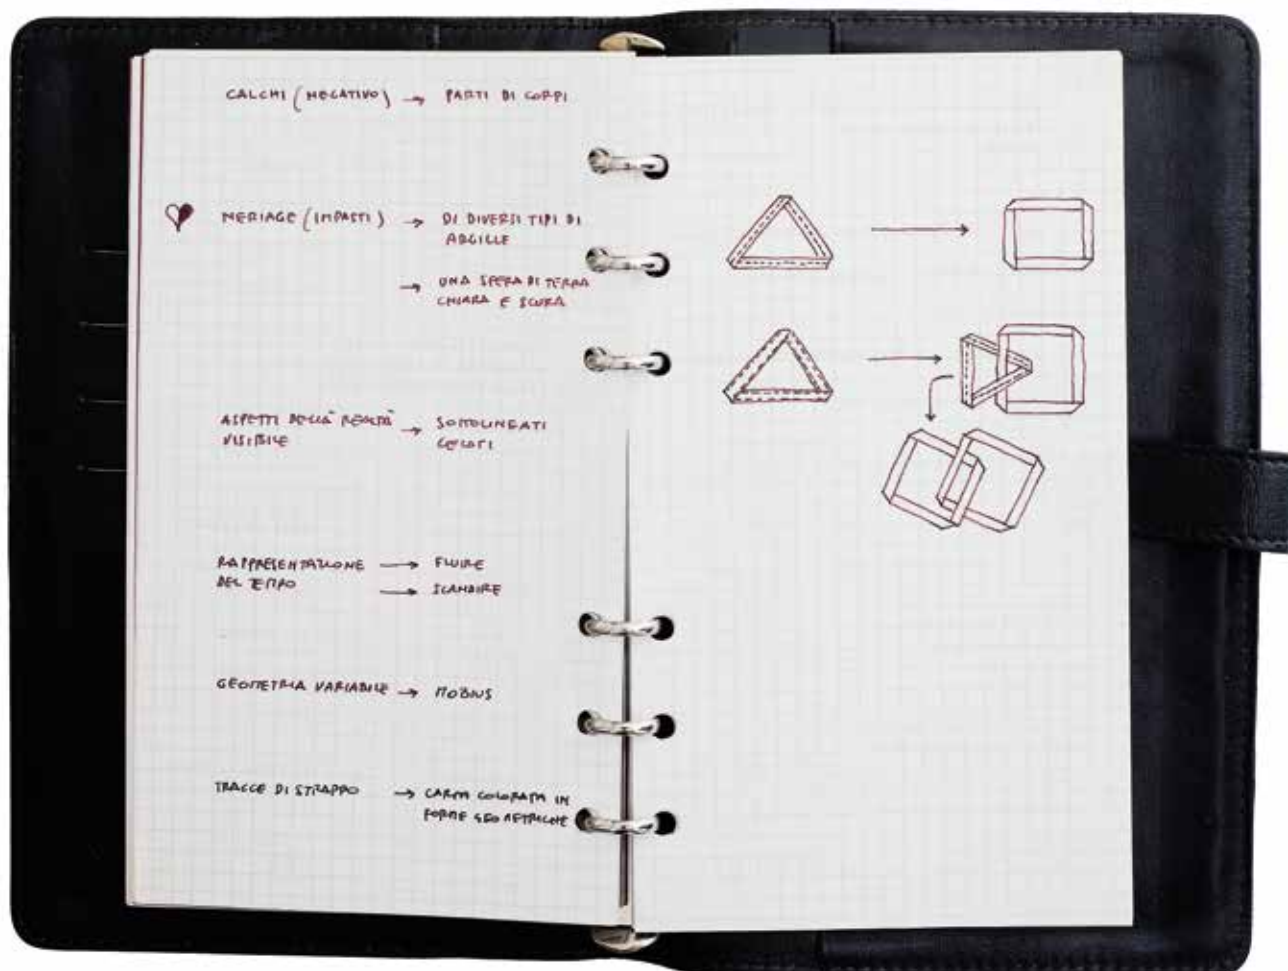 CALCHI (NEGATIVO) → PARTI DI CORPI
NERIAGE (IMPASTI) → DI DIVERSI TIPI DI
ARGILLE
→ UNA SFERA DI TERRA
CHIARA E SCURA
ASPETTI DELLA REALTÀ → SOTTOLINEATI
VISIBILE CELATI
RAPPRESENTAZIONE → FLUIRE
DEL TEMPO → SCANDIRE
GEOMETRIA VARIABILE → MOBIUS
TRACCE DI STRAPPO → CARTA COLORATA IN
FORME GEOMETRICHE